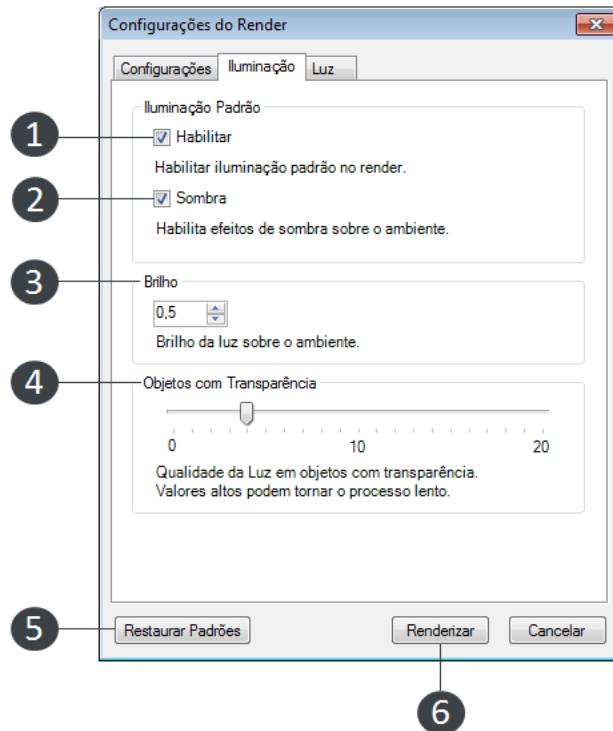 Configurações do Render
Configurações Iluminação Luz
Iluminação Padrão
1 Habilitar
Habilitar iluminação padrão no render.
2 Sombra
Habilita efeitos de sombra sobre o ambiente.
3 Brilho
0,5
Brilho da luz sobre o ambiente.
4 Objetos com Transparência
0 10 20
Qualidade da Luz em objetos com transparência.
Valores altos podem tornar o processo lento.
5 Restaurar Padrões Renderizar Cancelar
6